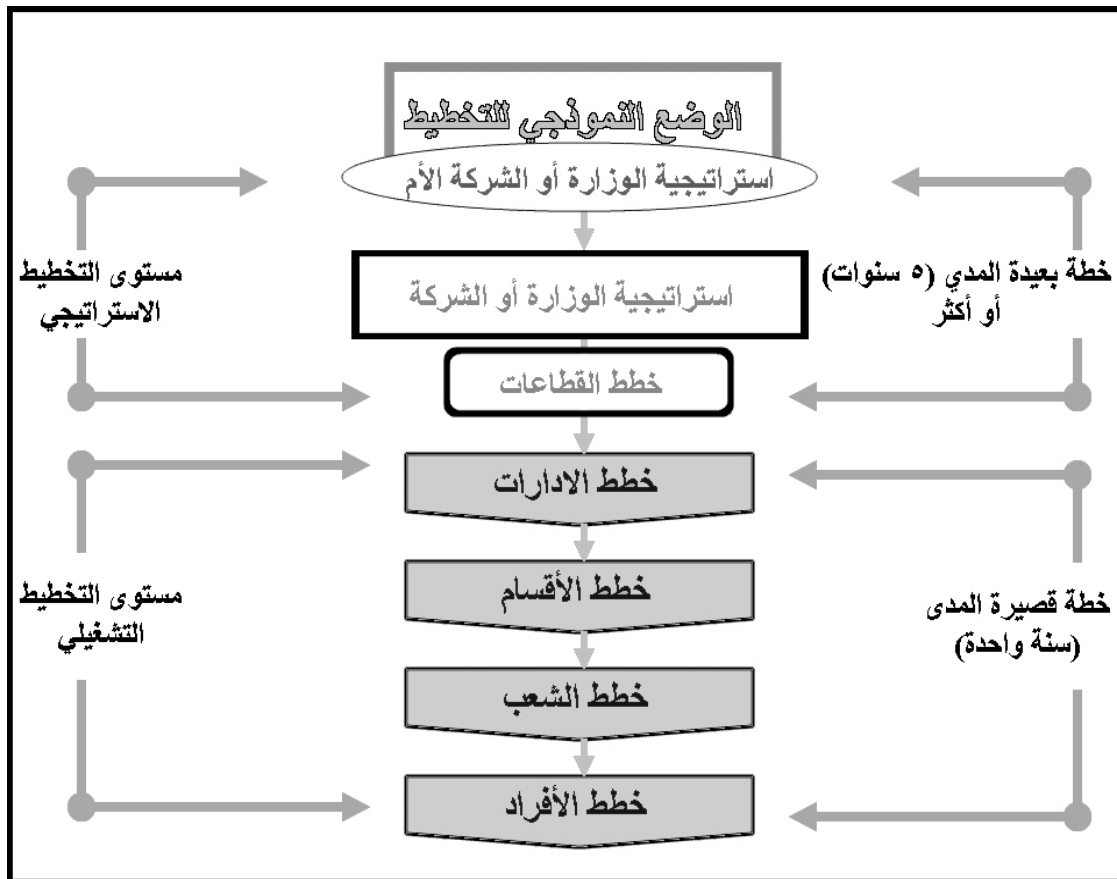 الوضع النموذجي للتخطيط
استراتيجية الوزارة أو الشركة الأم
خطة بعيدة المدي (٥ سنوات)
أو أكثر
استراتيجية الوزارة أو الشركة
مستوى التخطيط
الاستراتيجي
خطط القطاعات
خطط الادارات
خطط الأقسام
خطة قصيرة المدى
(سنة واحدة)
مستوى التخطيط
التشغيلي
خطط الشعب
خطط الأفراد